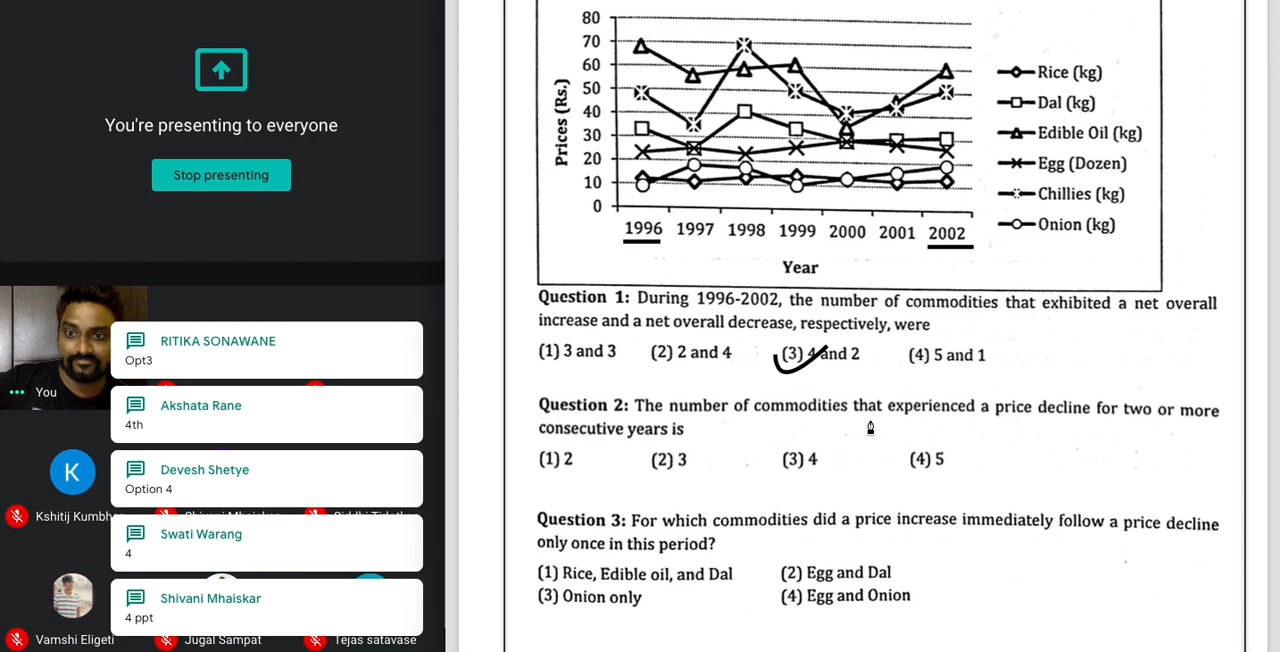 You're presenting to everyone
Stop presenting
You
RITIKA SONAWANE
Opt3
Akshata Rane
4th
Devesh Shetye
Option 4
Swati Warang
4
Shivani Mhaiskar
4 ppt
K
Kshitij Kumbh
Vamshi Eligeti
Jugal Sampat
Tejas satavase
80
70
60
50
40
30
20
10
0
Prices (Rs.)
1996 1997 1998 1999 2000 2001 2002
Year
Rice (kg)
Dal (kg)
Edible Oil (kg)
Egg (Dozen)
Chillies (kg)
Onion (kg)
Question 1: During 1996-2002, the number of commodities that exhibited a net overall
increase and a net overall decrease, respectively, were
(1) 3 and 3 (2) 2 and 4 (3) 4 and 2 (4) 5 and 1
Question 2: The number of commodities that experienced a price decline for two or more
consecutive years is
(1) 2 (2) 3 (3) 4 (4) 5
Question 3: For which commodities did a price increase immediately follow a price decline
only once in this period?
(1) Rice, Edible oil, and Dal (2) Egg and Dal
(3) Onion only (4) Egg and Onion